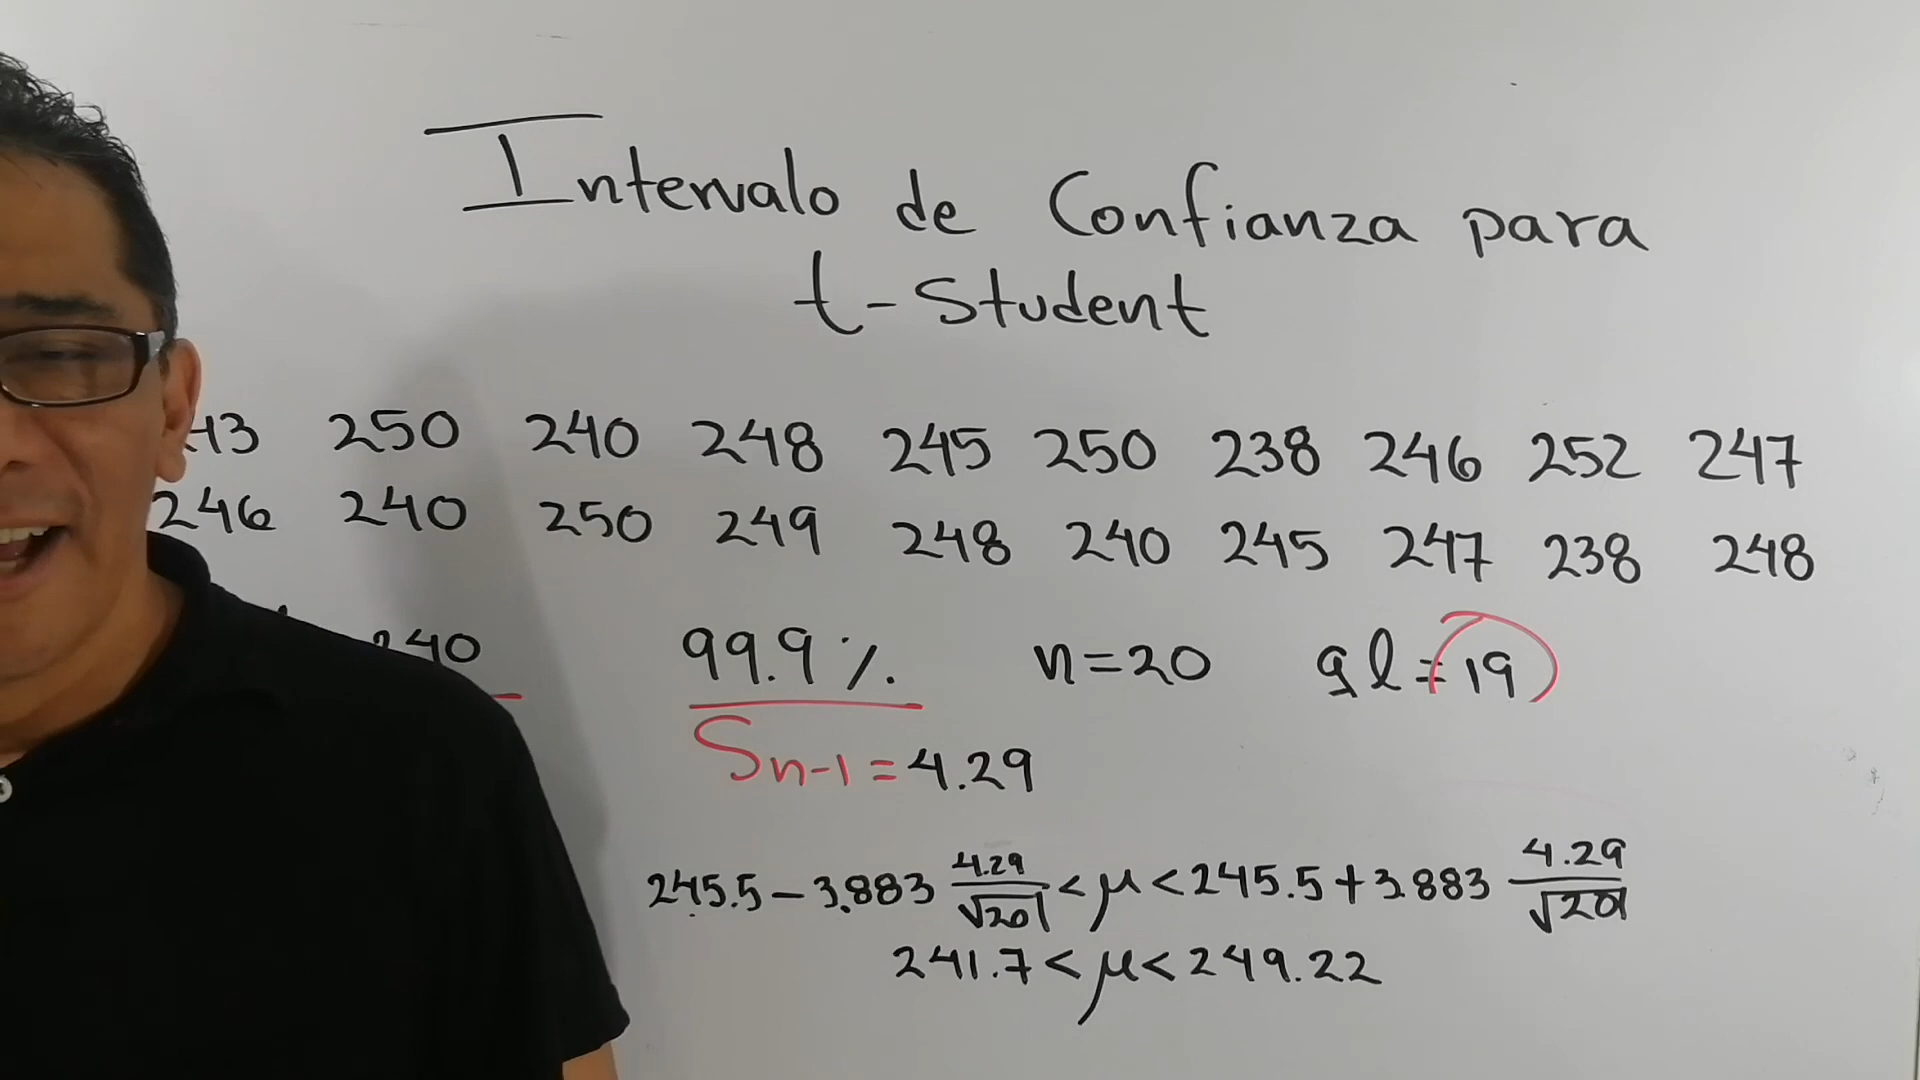 Intervalo de Confianza para
t-Student
43 250 240 248 245 250 238 246 252 247
246 240 250 249 248 240 245 247 238 248
240 99.9% n=20 gl=19
Sn-1=4.29
245.5-3.883 4.29/√20 <μ<245.5+3.883 4.29/√20
241.7<μ<249.22